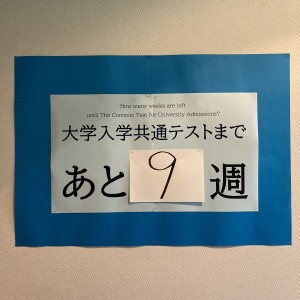 How many weeks are left
until The Common Test for University Admissions?
大学入学共通テストまで
あと9週